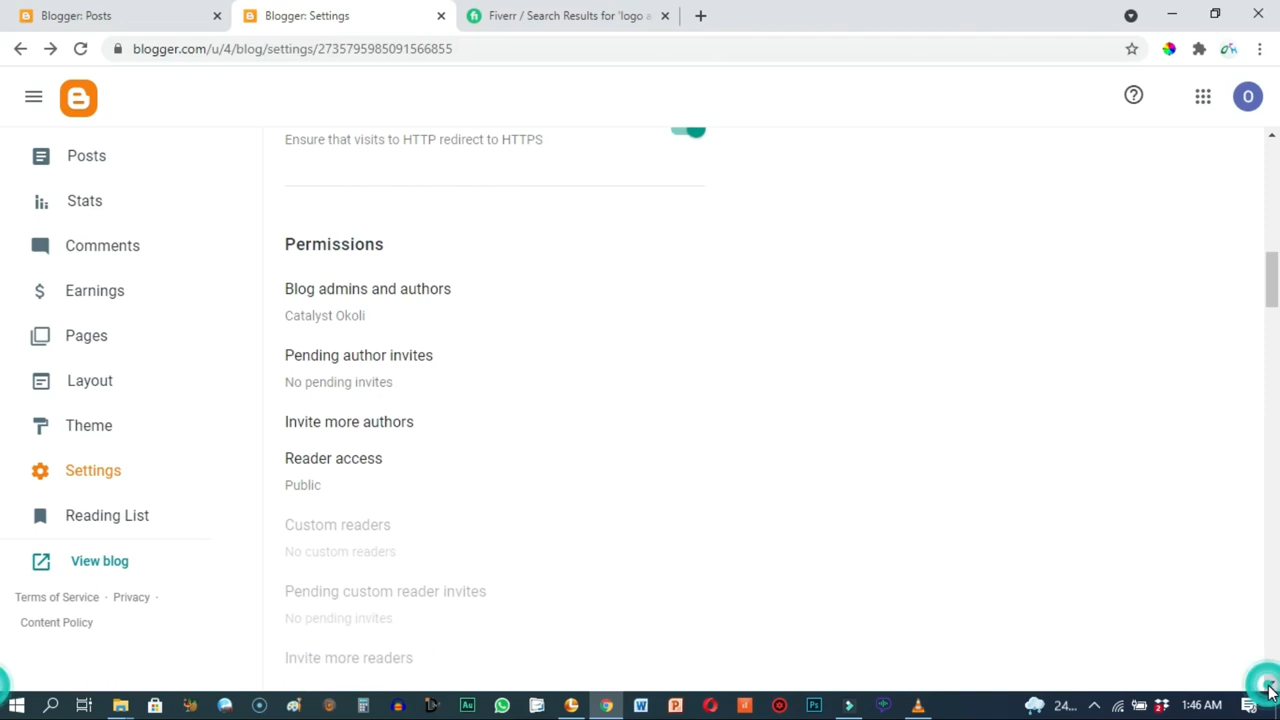 Blogger: Posts
Blogger: Settings
Fiverr / Search Results for 'logo a
blogger.com/u/4/blog/settings/2735795985091566855
O
Ensure that visits to HTTP redirect to HTTPS
Posts
Stats
Comments
Earnings
Pages
Layout
Theme
Settings
Reading List
View blog
Terms of Service · Privacy ·
Content Policy
Permissions
Blog admins and authors
Catalyst Okoli
Pending author invites
No pending invites
Invite more authors
Reader access
Public
Custom readers
No custom readers
Pending custom reader invites
No pending invites
Invite more readers
24...
1:46 AM